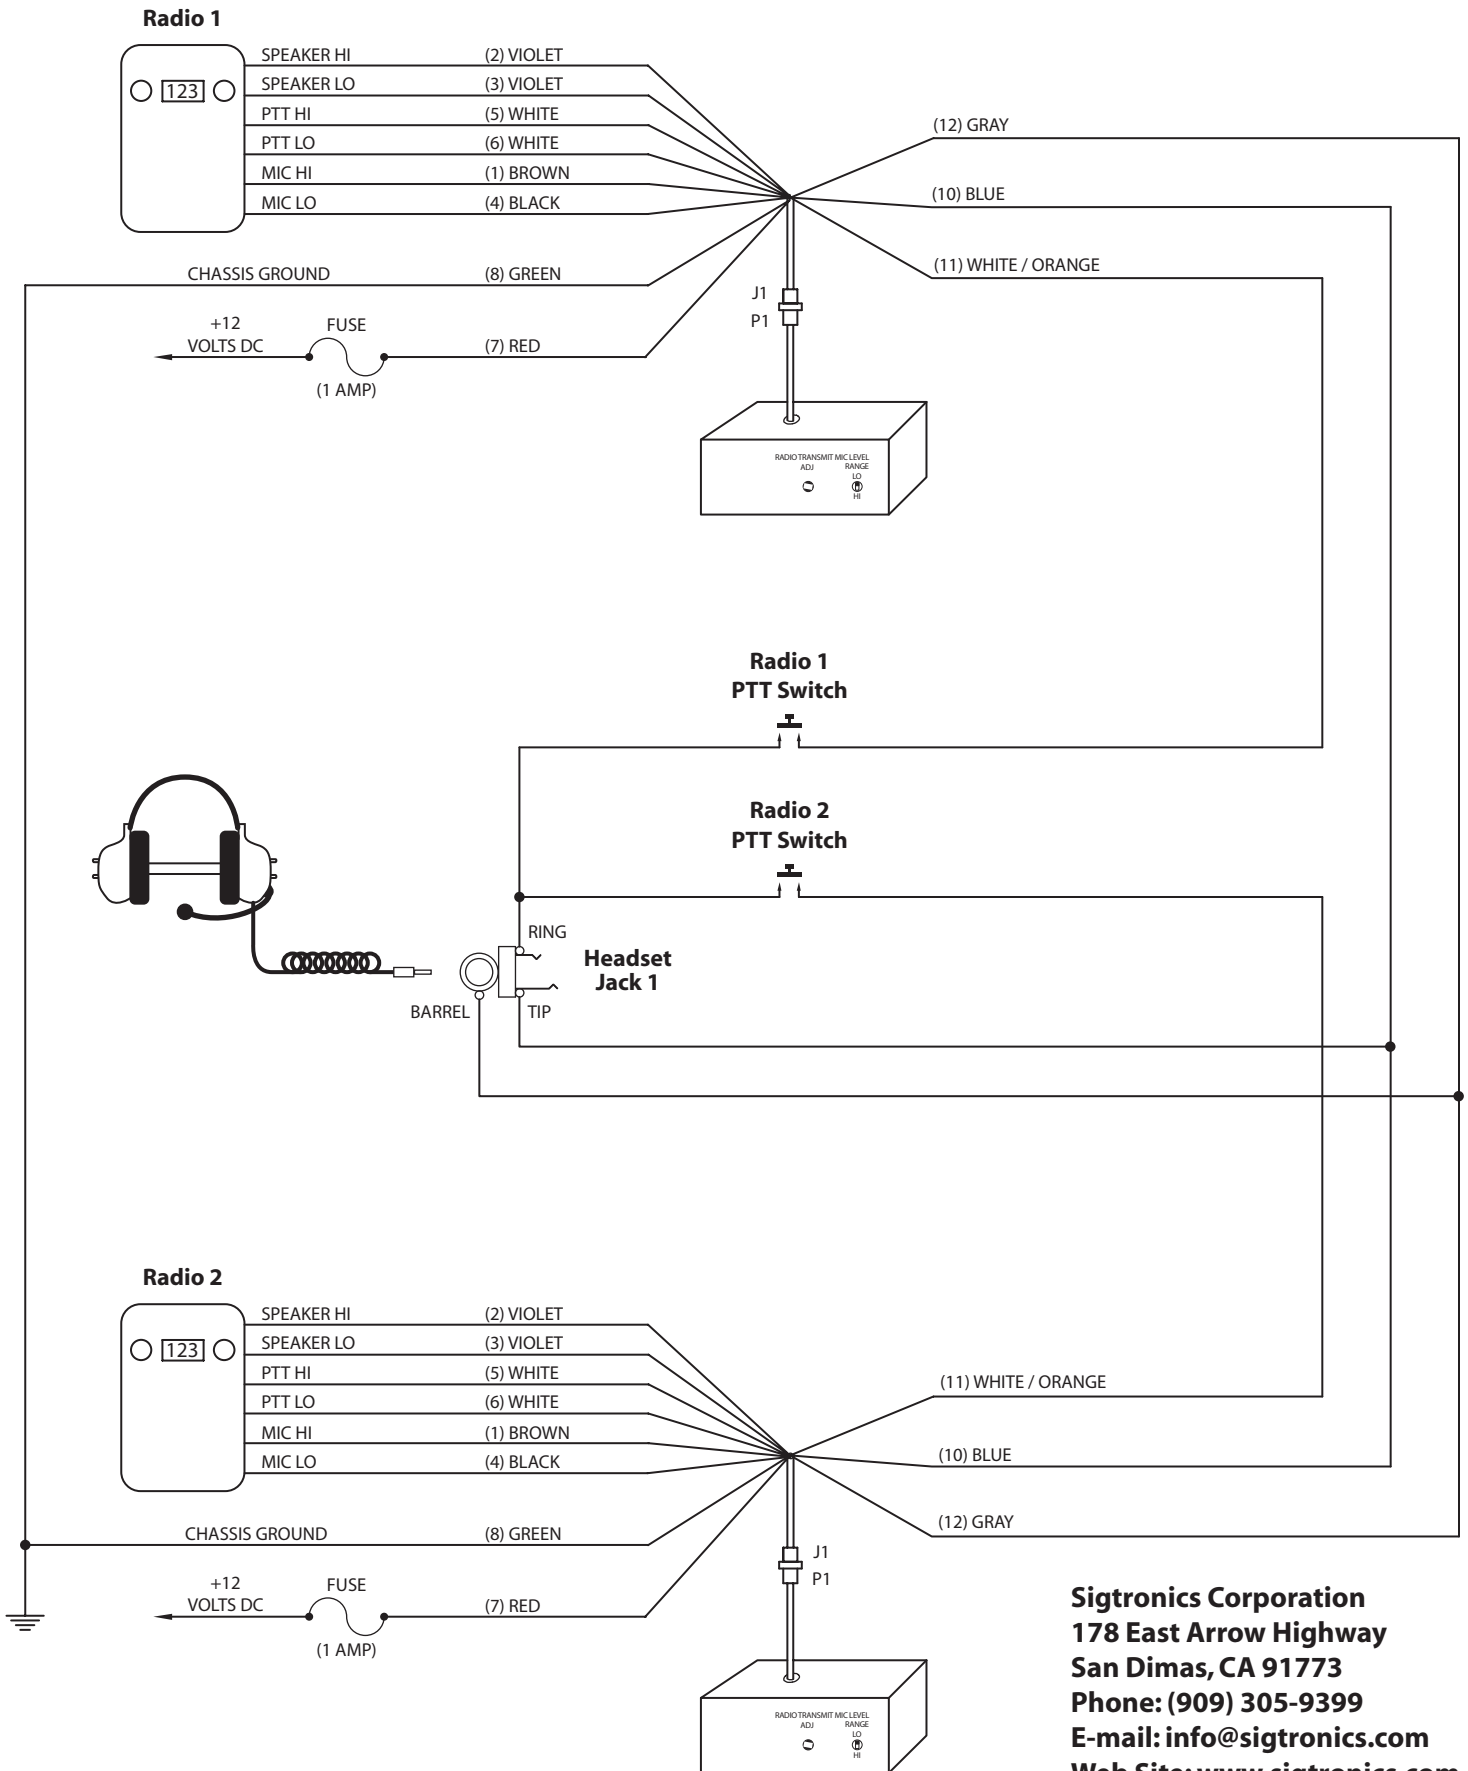 Radio 1
SPEAKER HI (2) VIOLET
123
SPEAKER LO (3) VIOLET
PTT HI (5) WHITE
(12) GRAY
PTT LO (6) WHITE
MIC HI (1) BROWN
MIC LO (4) BLACK
(10) BLUE
CHASSIS GROUND (8) GREEN
(11) WHITE / ORANGE
J1
P1
+12
VOLTS DC
FUSE
(1 AMP)
(7) RED
RADIO TRANSMIT MIC LEVEL
ADJ RANGE
LO
HI
Radio 1
PTT Switch
Radio 2
PTT Switch
RING
Headset
Jack 1
BARREL TIP
Radio 2
SPEAKER HI (2) VIOLET
123
SPEAKER LO (3) VIOLET
PTT HI (5) WHITE
(11) WHITE / ORANGE
PTT LO (6) WHITE
MIC HI (1) BROWN
MIC LO (4) BLACK
(10) BLUE
CHASSIS GROUND (8) GREEN
(12) GRAY
J1
P1
+12
VOLTS DC
FUSE
(1 AMP)
(7) RED
RADIO TRANSMIT MIC LEVEL
ADJ RANGE
LO
HI
Sigtronics Corporation
178 East Arrow Highway
San Dimas, CA 91773
Phone: (909) 305-9399
E-mail: info@sigtronics.com
Web Site: www.sigtronics.com